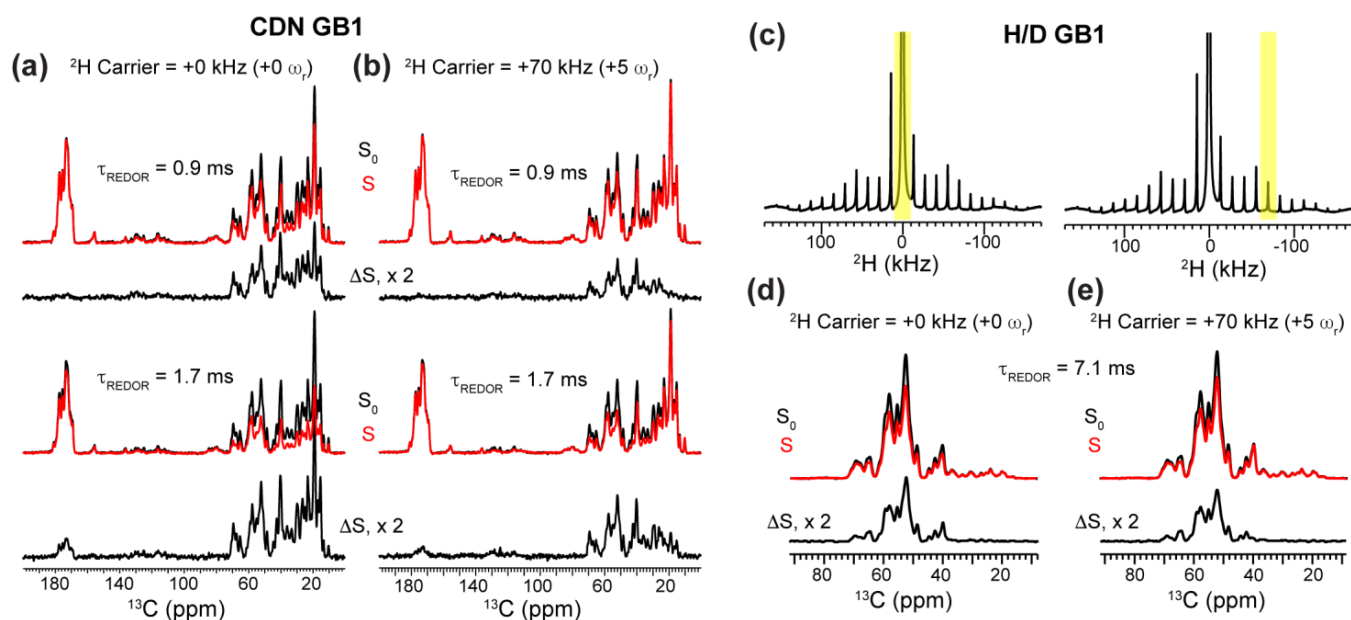 CDN GB1
(a)
²H Carrier = +0 kHz (+0 ωr)
τREDOR = 0.9 ms
ΔS, x 2
τREDOR = 1.7 ms
ΔS, x 2
180 140 100 60 20
¹³C (ppm)
(b)
²H Carrier = +70 kHz (+5 ωr)
S₀
S
τREDOR = 0.9 ms
S₀
S
τREDOR = 1.7 ms
180 140 100 60 20
¹³C (ppm)
(c)
H/D GB1
100 0 -100
²H (kHz)
100 0 -100
²H (kHz)
(d)
²H Carrier = +0 kHz (+0 ωr)
τREDOR = 7.1 ms
S₀
S
ΔS, x 2
80 60 40
¹³C (ppm)
(e)
²H Carrier = +70 kHz (+5 ωr)
S₀
S
ΔS, x 2
80 60 40
¹³C (ppm)